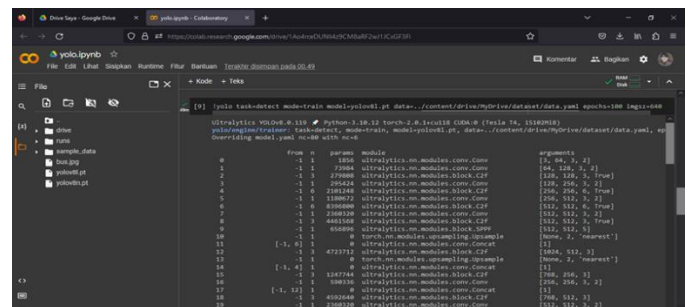 Drive Saya - Google Drive
yolo.ipynb - Colaboratory
https://colab.research.google.com/drive/
yolo.ipynb
File Edit Lihat Sisipkan Runtime Fitur Bantuan Terakhir disimpan pada 00.49
Komentar Bagikan
File
+ Kode + Teks
RAM
Disk
drive
runs
sample_data
bus.jpg
yolov8l.pt
yolov8n.pt
[9] !yolo task=detect mode=train model=yolov8l.pt data=../content/drive/MyDrive/dataset/data.yaml epochs=100 imgsz=640
Ultralytics YOLOv8.0.119 Python-3.10.12 torch-2.0.1+cu118 CUDA:0 (Tesla T4, 15102MiB)
yolo/engine/trainer: task=detect, mode=train, model=yolov8l.pt, data=../content/drive/MyDrive/dataset/data.yaml, ep
Overriding model.yaml nc=80 with nc=6
from n params module arguments
0 -1 1 1856 ultralytics.nn.modules.conv.Conv [3, 64, 3, 2]
1 -1 1 73984 ultralytics.nn.modules.conv.Conv [64, 128, 3, 2]
2 -1 3 279808 ultralytics.nn.modules.block.C2f [128, 128, 3, True]
3 -1 1 295424 ultralytics.nn.modules.conv.Conv [128, 256, 3, 2]
4 -1 6 2101248 ultralytics.nn.modules.block.C2f [256, 256, 6, True]
5 -1 1 1180672 ultralytics.nn.modules.conv.Conv [256, 512, 3, 2]
6 -1 6 8396800 ultralytics.nn.modules.block.C2f [512, 512, 6, True]
7 -1 1 2360320 ultralytics.nn.modules.conv.Conv [512, 512, 3, 2]
8 -1 3 4461568 ultralytics.nn.modules.block.C2f [512, 512, 3, True]
9 -1 1 656896 ultralytics.nn.modules.block.SPPF [512, 512, 5]
10 -1 1 0 torch.nn.modules.upsampling.Upsample [None, 2, 'nearest']
11 [-1, 6] 1 0 ultralytics.nn.modules.conv.Concat [1]
12 -1 3 4723712 ultralytics.nn.modules.block.C2f [1024, 512, 3]
13 -1 1 0 torch.nn.modules.upsampling.Upsample [None, 2, 'nearest']
14 [-1, 4] 1 0 ultralytics.nn.modules.conv.Concat [1]
15 -1 3 1247744 ultralytics.nn.modules.block.C2f [768, 256, 3]
16 -1 1 590336 ultralytics.nn.modules.conv.Conv [256, 256, 3, 2]
17 [-1, 12] 1 0 ultralytics.nn.modules.conv.Concat [1]
18 -1 3 4592640 ultralytics.nn.modules.block.C2f [768, 512, 3]
19 -1 1 2360320 ultralytics.nn.modules.conv.Conv [512, 512, 3, 2]